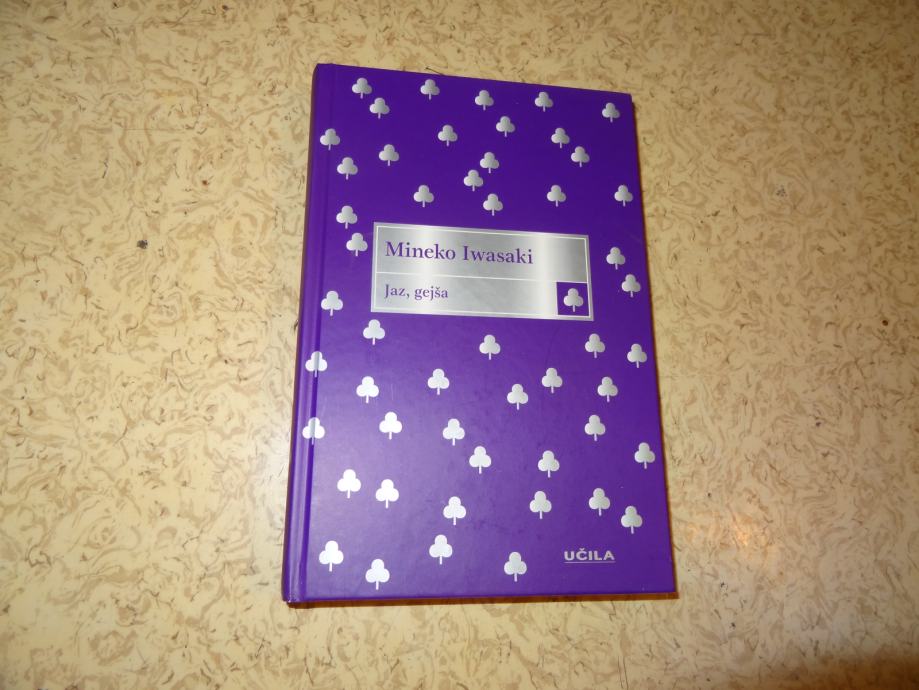 Mineko Iwasaki
Jaz, gejša
UČILA